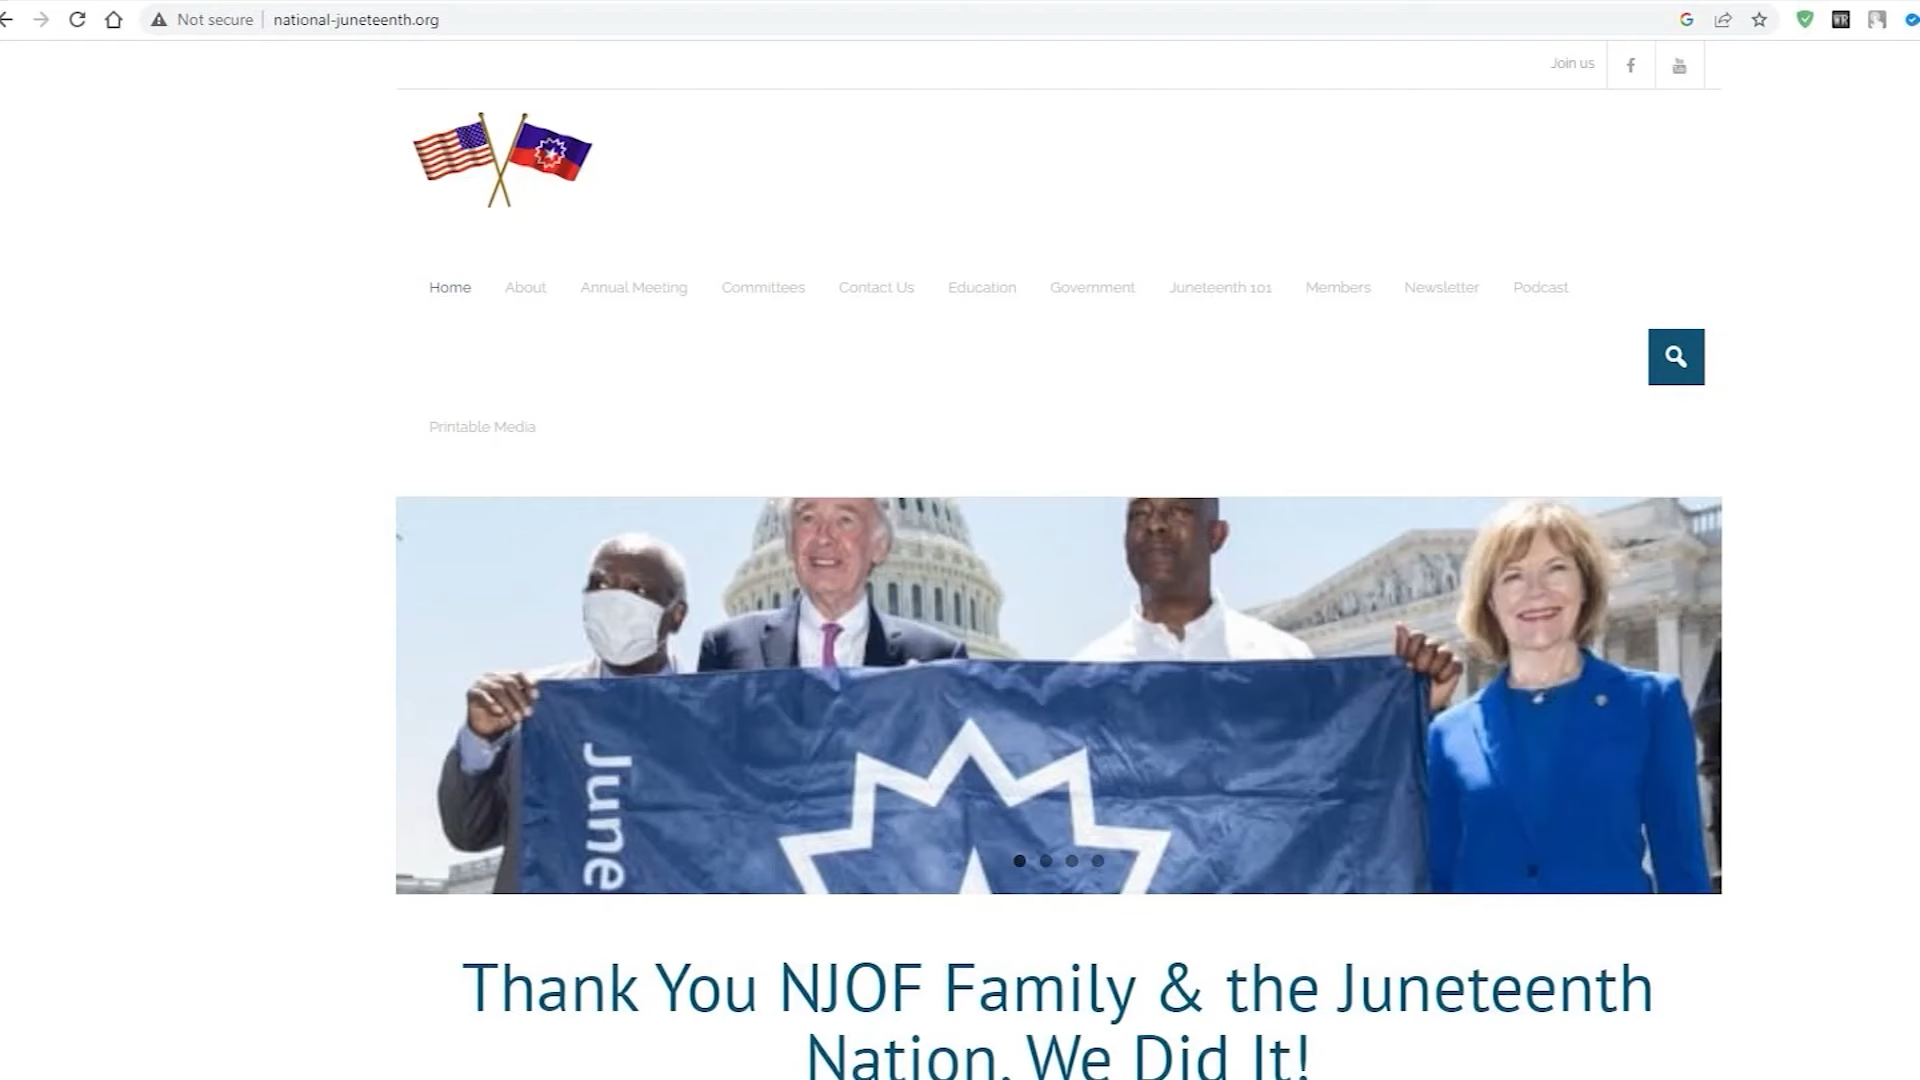 Not secure national-juneteenth.org
Join us
Home About Annual Meeting Committees Contact Us Education Government Juneteenth 101 Members Newsletter Podcast
Printable Media
June
Thank You NJOF Family & the Juneteenth
Nation, We Did It!